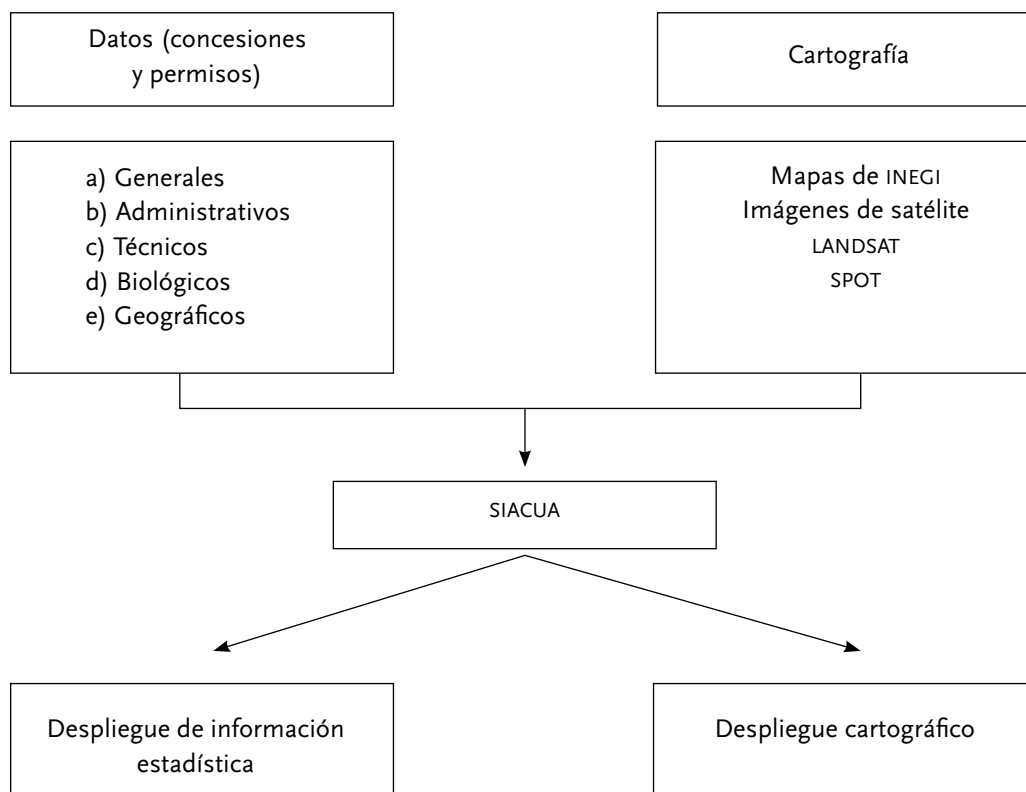 Datos (concesiones
y permisos)
Cartografía
a) Generales
b) Administrativos
c) Técnicos
d) Biológicos
e) Geográficos
Mapas de INEGI
Imágenes de satélite
LANDSAT
SPOT
SIACUA
Despliegue de información
estadística
Despliegue cartográfico